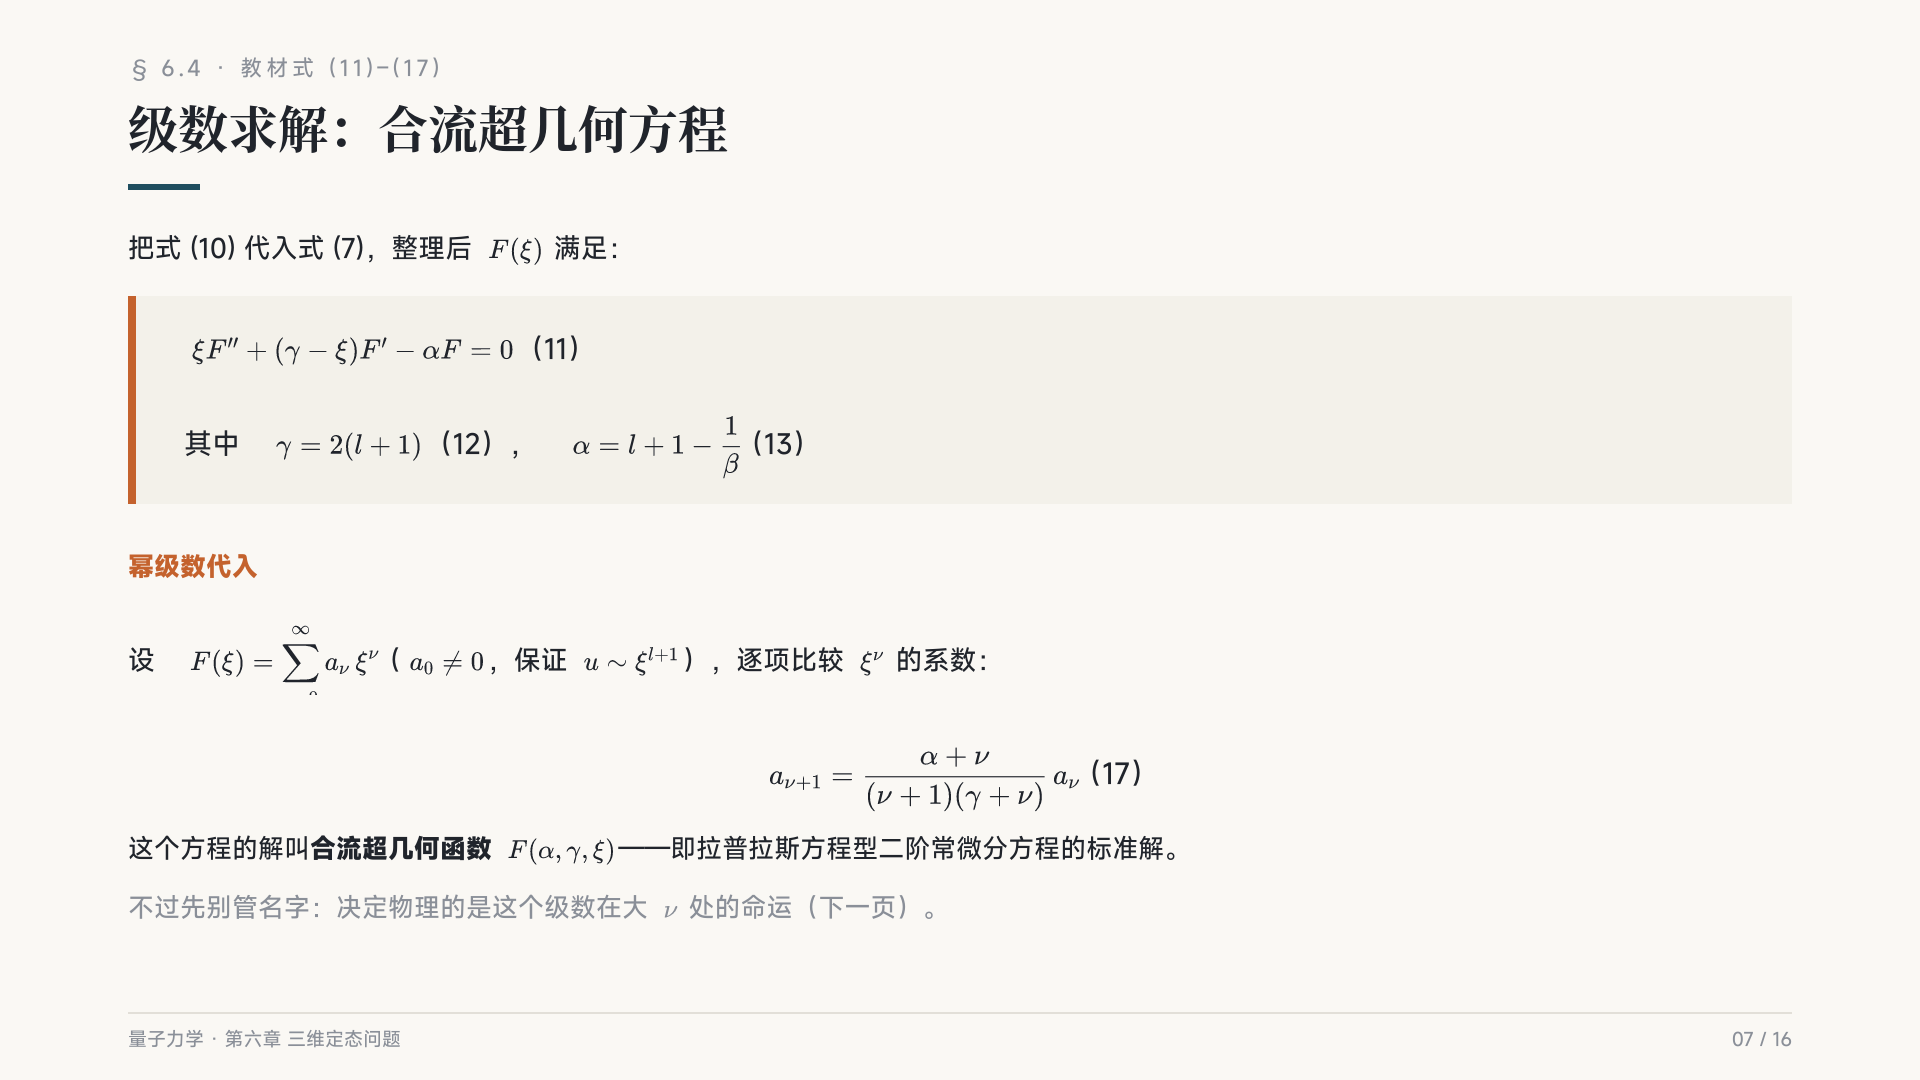 § 6.4 · 教材式 (11)–(17)
级数求解：合流超几何方程
把式 (10) 代入式 (7)，整理后 F(ξ) 满足：
ξF″ + (γ − ξ)F′ − αF = 0（11）
其中 γ = 2(l + 1)（12）， α = l + 1 − 1/β（13）
幂级数代入
设 F(ξ) = ∑^∞ a_ν ξ^ν（a₀ ≠ 0，保证 u ∼ ξ^{l+1}），逐项比较 ξ^ν 的系数：
a_{ν+1} = (α + ν)/((ν + 1)(γ + ν)) a_ν（17）
这个方程的解叫合流超几何函数 F(α, γ, ξ)——即拉普拉斯方程型二阶常微分方程的标准解。
不过先别管名字：决定物理的是这个级数在大 ν 处的命运（下一页）。
量子力学 · 第六章 三维定态问题
07 / 16